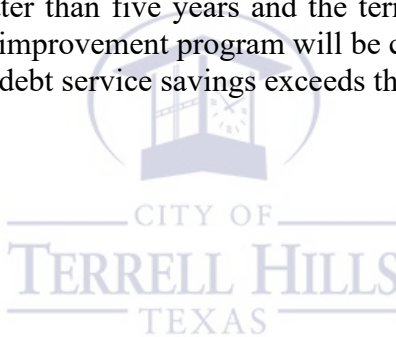 ter than five years and the terr
improvement program will be c
debt service savings exceeds th
CITY OF
TERRELL HILLS
TEXAS